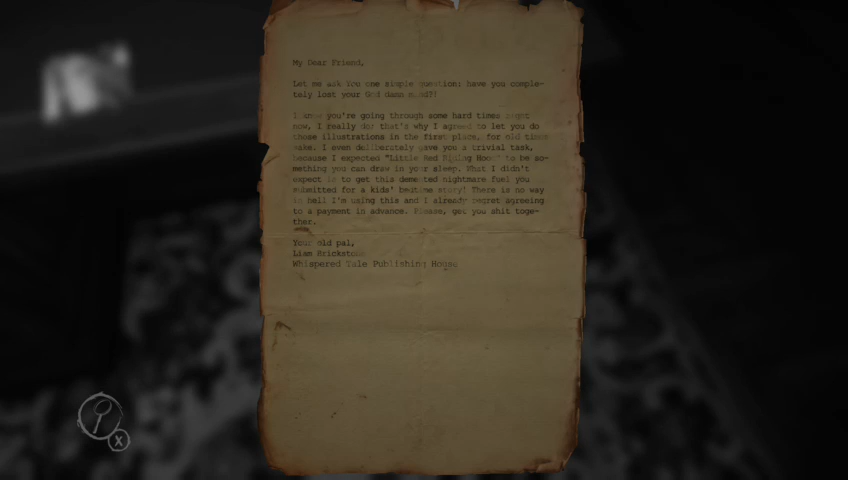 My Dear Friend,
Let me ask You one simple question: have you comple-
tely lost your God damn mind?!
I know you're going through some hard times right
now, I really do; that's why I agreed to let you do
those illustrations in the first place, for old times
sake. I even deliberately gave you a trivial task,
because I expected "Little Red Riding Hood" to be so-
mething you can draw in your sleep. What I didn't
expect is to get this demented nightmare fuel you
submitted for a kids' bedtime story! There is no way
in hell I'm using this and I already regret agreeing
to a payment in advance. Please, get you shit toge-
ther.
Your old pal,
Liam Brickstone
Whispered Tale Publishing House
X